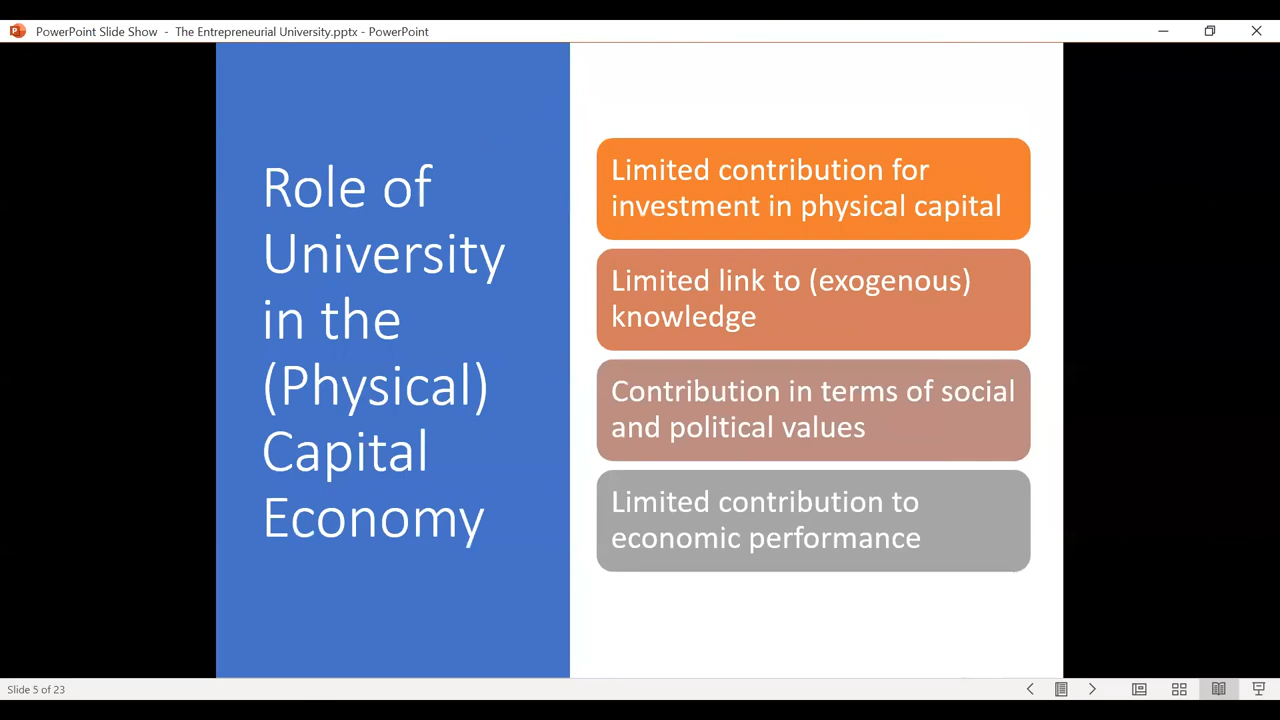 PowerPoint Slide Show - The Entrepreneurial University.pptx - PowerPoint
Role of
University
in the
(Physical)
Capital
Economy
Limited contribution for
investment in physical capital
Limited link to (exogenous)
knowledge
Contribution in terms of social
and political values
Limited contribution to
economic performance
Slide 5 of 23